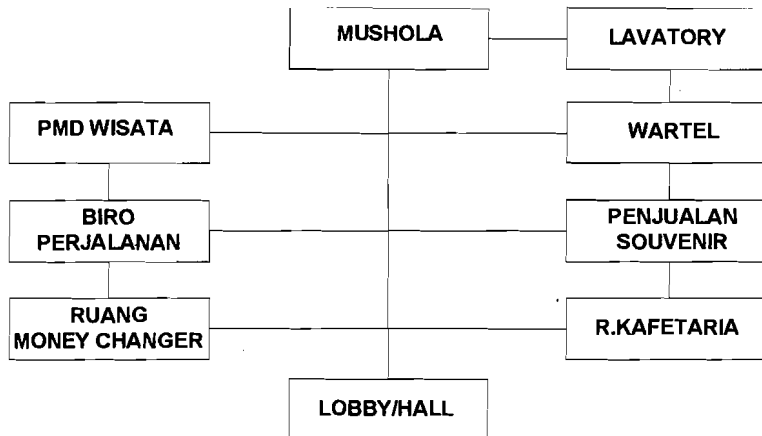 MUSHOLA
LAVATORY
PMD WISATA
WARTEL
BIRO
PERJALANAN
PENJUALAN
SOUVENIR
RUANG
MONEY CHANGER
R.KAFETARIA
LOBBY/HALL